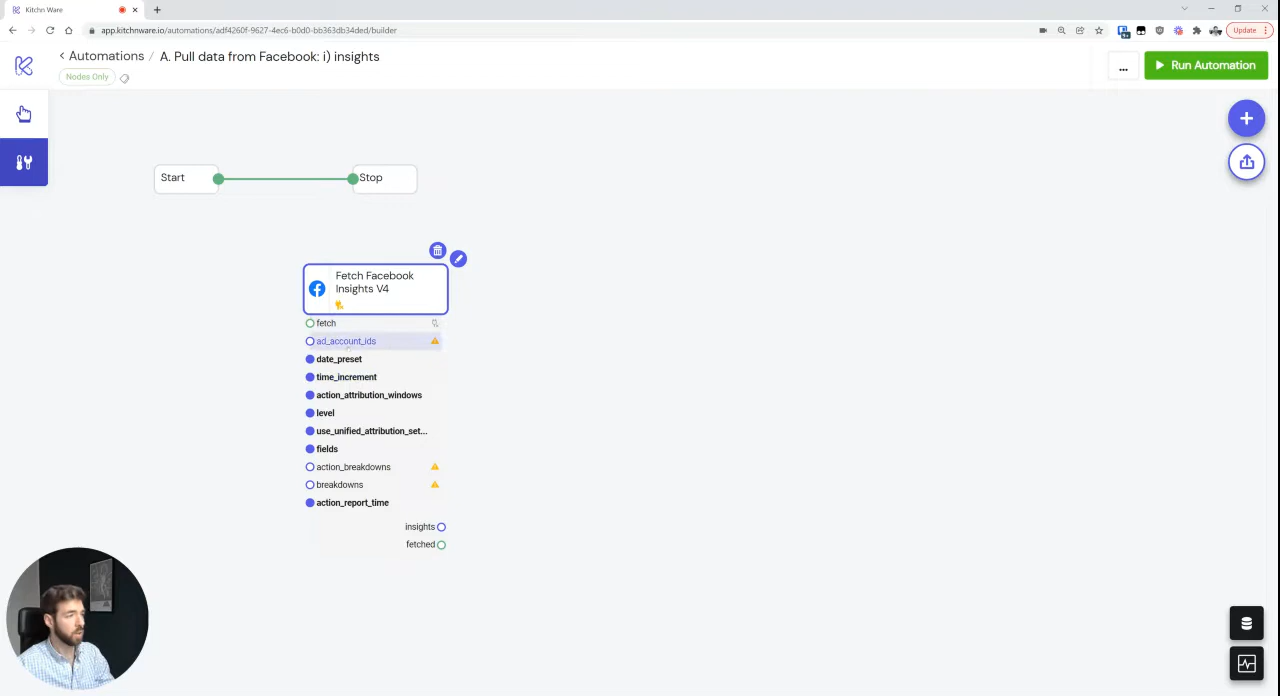 Kitchn Ware
app.kitchnware.io/automations/adf4260f-9627-4ec6-b0d0-bb363db34ded/builder
Update
< Automations / A. Pull data from Facebook: i) insights
Nodes Only
...
Run Automation
Start
Stop
Fetch Facebook
Insights V4
fetch
ad_account_ids
date_preset
time_increment
action_attribution_windows
level
use_unified_attribution_set...
fields
action_breakdowns
breakdowns
action_report_time
insights
fetched